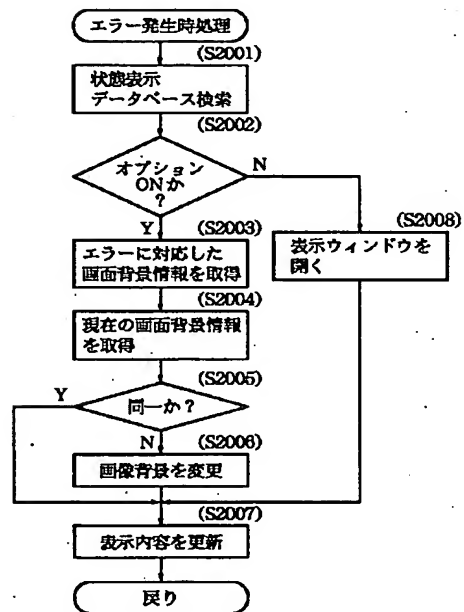 エラー発生時処理
(S2001)
状態表示
データベース検索
(S2002)
オプション
ONか
?
N
Y
(S2003)
(S2008)
エラーに対応した
画面背景情報を取得
表示ウィンドウを
開く
(S2004)
現在の画面背景情報
を取得
(S2005)
Y
同一か?
N
(S2006)
画像背景を変更
(S2007)
表示内容を更新
戻り